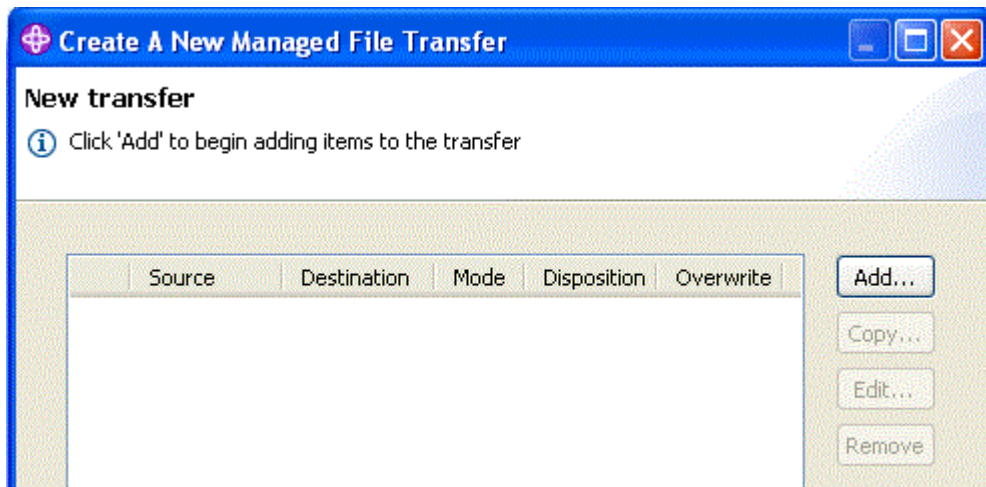 Create A New Managed File Transfer
New transfer
Click 'Add' to begin adding items to the transfer
Source Destination Mode Disposition Overwrite
Add...
Copy...
Edit...
Remove